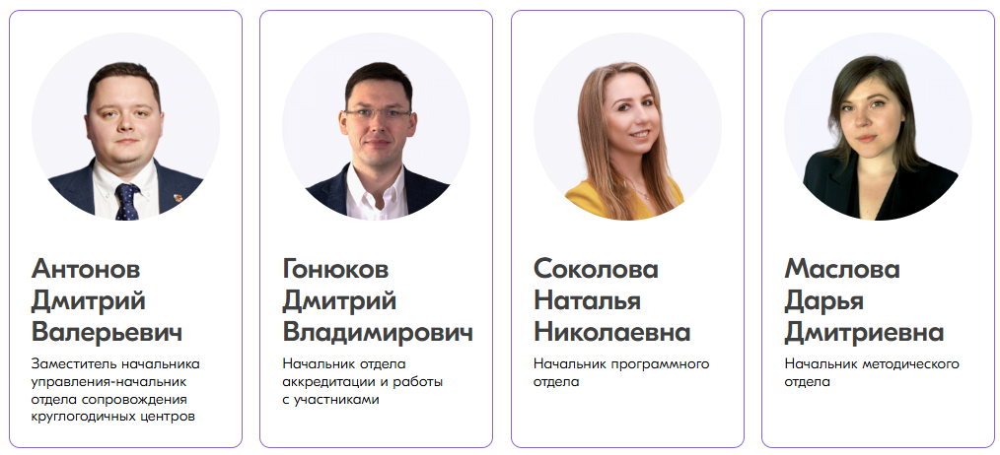 Антонов
Дмитрий
Валерьевич
Заместитель начальника
управления-начальник
отдела сопровождения
круглогодичных центров
Гонюков
Дмитрий
Владимирович
Начальник отдела
аккредитации и работы
с участниками
Соколова
Наталья
Николаевна
Начальник программного
отдела
Маслова
Дарья
Дмитриевна
Начальник методического
отдела